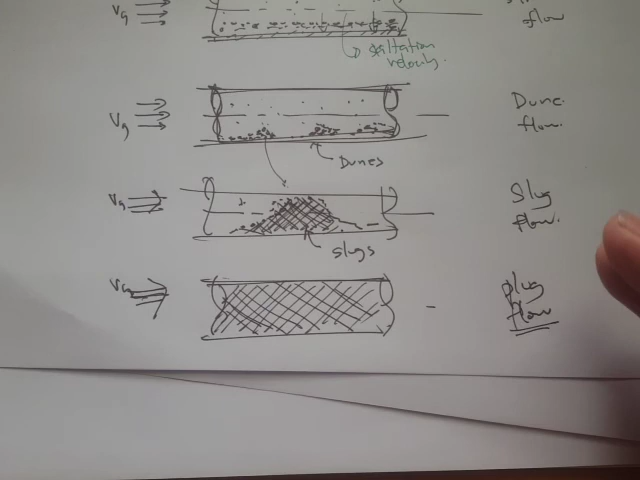 Vg
flow
saltation
velocity.
Vg
Dune
flow.
Dunes
Vg
Slug
flow.
slugs
Vg
plug
flow